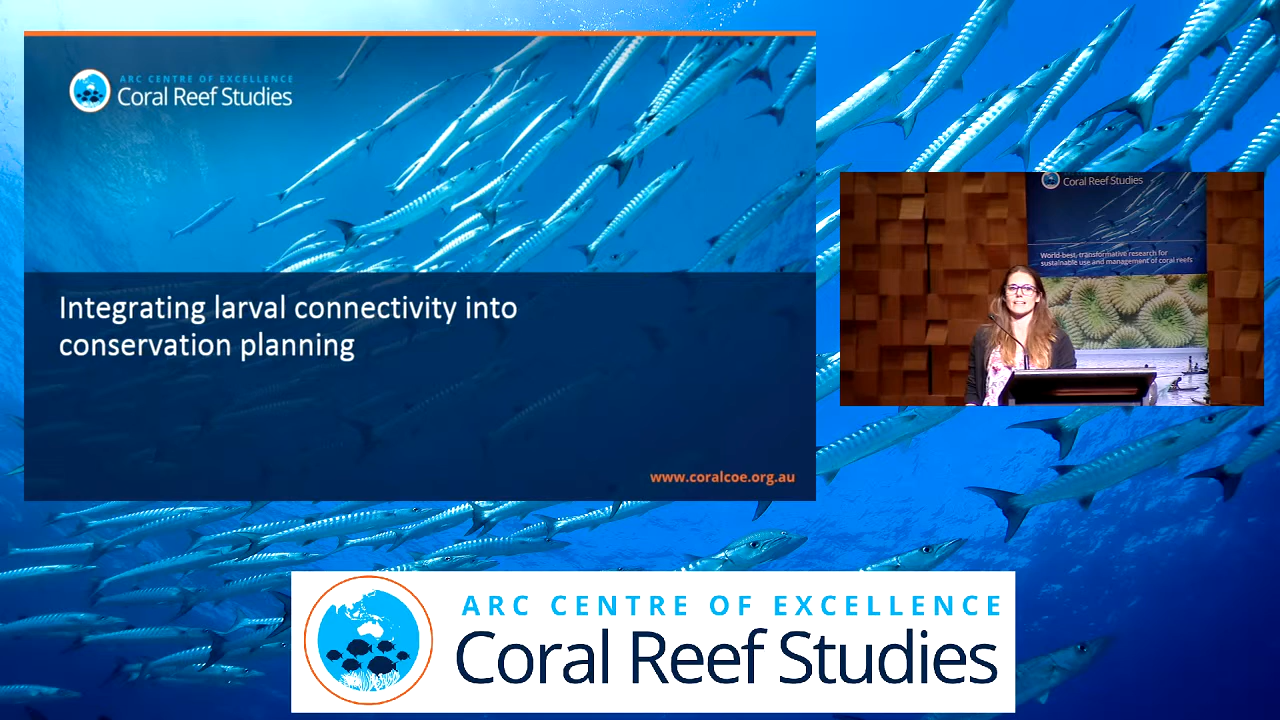 ARC CENTRE OF EXCELLENCE
Coral Reef Studies
Integrating larval connectivity into
conservation planning
www.coralcoe.org.au
Coral Reef Studies
World-best, transformative research for
sustainable use and management of coral reefs
ARC CENTRE OF EXCELLENCE
Coral Reef Studies